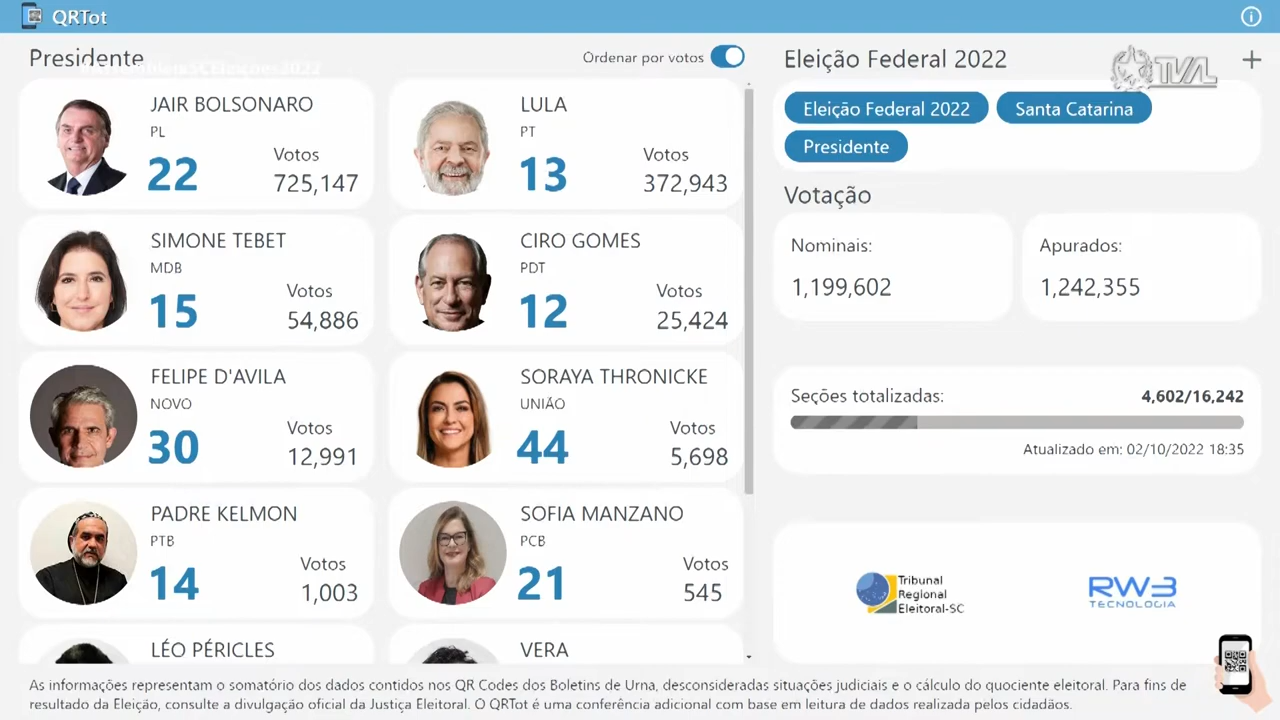 QRTot
Presidente
Ordenar por votos
JAIR BOLSONARO
PL
22
Votos
725,147
LULA
PT
13
Votos
372,943
SIMONE TEBET
MDB
15
Votos
54,886
CIRO GOMES
PDT
12
Votos
25,424
FELIPE D'AVILA
NOVO
30
Votos
12,991
SORAYA THRONICKE
UNIÃO
44
Votos
5,698
PADRE KELMON
PTB
14
Votos
1,003
SOFIA MANZANO
PCB
21
Votos
545
LÉO PÉRICLES
VERA
Eleição Federal 2022
TVAL
Eleição Federal 2022
Santa Catarina
Presidente
Votação
Nominais:
1,199,602
Apurados:
1,242,355
Seções totalizadas:
4,602/16,242
Atualizado em: 02/10/2022 18:35
Tribunal
Regional
Eleitoral-SC
RW3
TECNOLOGIA
As informações representam o somatório dos dados contidos nos QR Codes dos Boletins de Urna, desconsideradas situações judiciais e o cálculo do quociente eleitoral. Para fins de
resultado da Eleição, consulte a divulgação oficial da Justiça Eleitoral. O QRTot é uma conferência adicional com base em leitura de dados realizada pelos cidadãos.